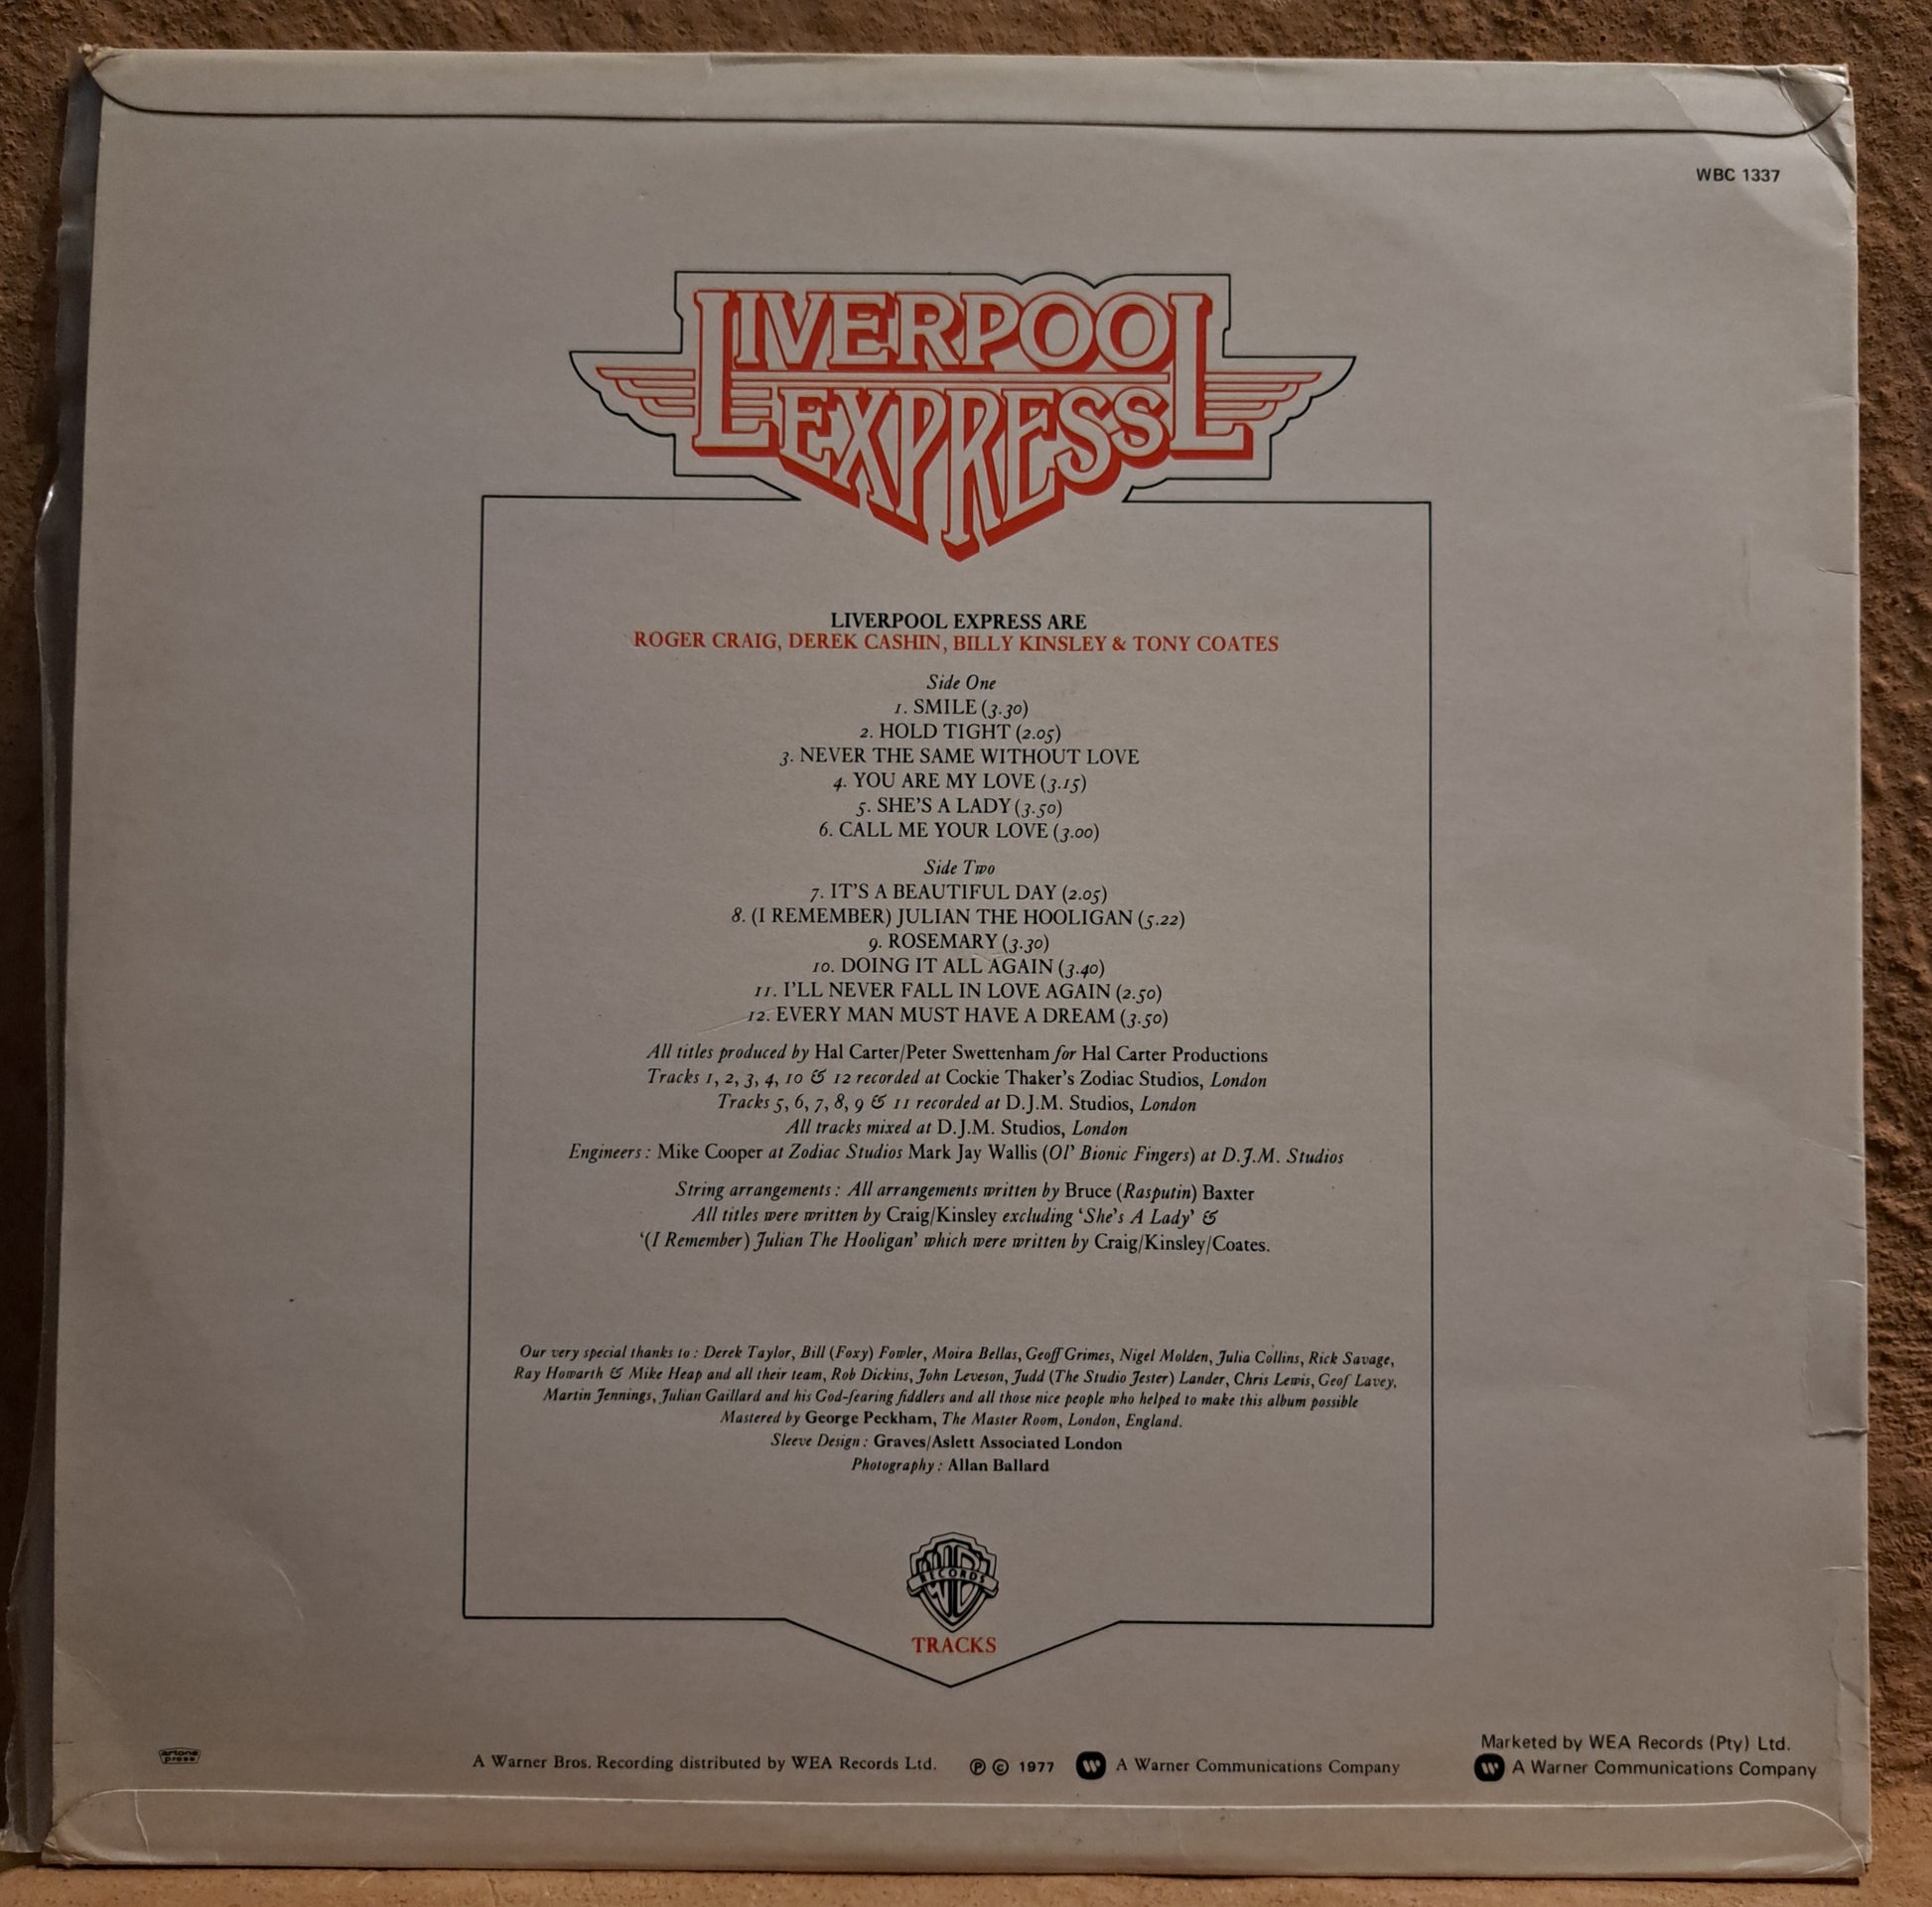 WBC 1337
LIVERPOOL
EXPRESS
LIVERPOOL EXPRESS ARE
ROGER CRAIG, DEREK CASHIN, BILLY KINSLEY & TONY COATES
Side One
1. SMILE (3.30)
2. HOLD TIGHT (2.05)
3. NEVER THE SAME WITHOUT LOVE
4. YOU ARE MY LOVE (3.15)
5. SHE'S A LADY (3.50)
6. CALL ME YOUR LOVE (3.00)
Side Two
7. IT'S A BEAUTIFUL DAY (2.05)
8. (I REMEMBER) JULIAN THE HOOLIGAN (5.22)
9. ROSEMARY (3.30)
10. DOING IT ALL AGAIN (3.40)
11. I'LL NEVER FALL IN LOVE AGAIN (2.50)
12. EVERY MAN MUST HAVE A DREAM (3.50)
All titles produced by Hal Carter/Peter Swettenham for Hal Carter Productions
Tracks 1, 2, 3, 4, 10 & 12 recorded at Cockie Thaker's Zodiac Studios, London
Tracks 5, 6, 7, 8, 9 & 11 recorded at D.J.M. Studios, London
All tracks mixed at D.J.M. Studios, London
Engineers : Mike Cooper at Zodiac Studios Mark Jay Wallis (Ol' Bionic Fingers) at D.J.M. Studios
String arrangements : All arrangements written by Bruce (Rasputin) Baxter
All titles were written by Craig/Kinsley excluding 'She's A Lady' &
'(I Remember) Julian The Hooligan' which were written by Craig/Kinsley/Coates.
Our very special thanks to : Derek Taylor, Bill (Foxy) Fowler, Moira Bellas, Geoff Grimes, Nigel Molden, Julia Collins, Rick Savage,
Ray Howarth & Mike Heap and all their team, Rob Dickins, John Leveson, Judd (The Studio Jester) Lander, Chris Lewis, Geof Lavey,
Martin Jennings, Julian Gaillard and his God-fearing fiddlers and all those nice people who helped to make this album possible
Mastered by George Peckham, The Master Room, London, England.
Sleeve Design : Graves/Aslett Associated London
Photography : Allan Ballard
WB
RECORDS
TRACKS
artone
press
A Warner Bros. Recording distributed by WEA Records Ltd. ℗ © 1977 A Warner Communications Company
Marketed by WEA Records (Pty) Ltd.
A Warner Communications Company